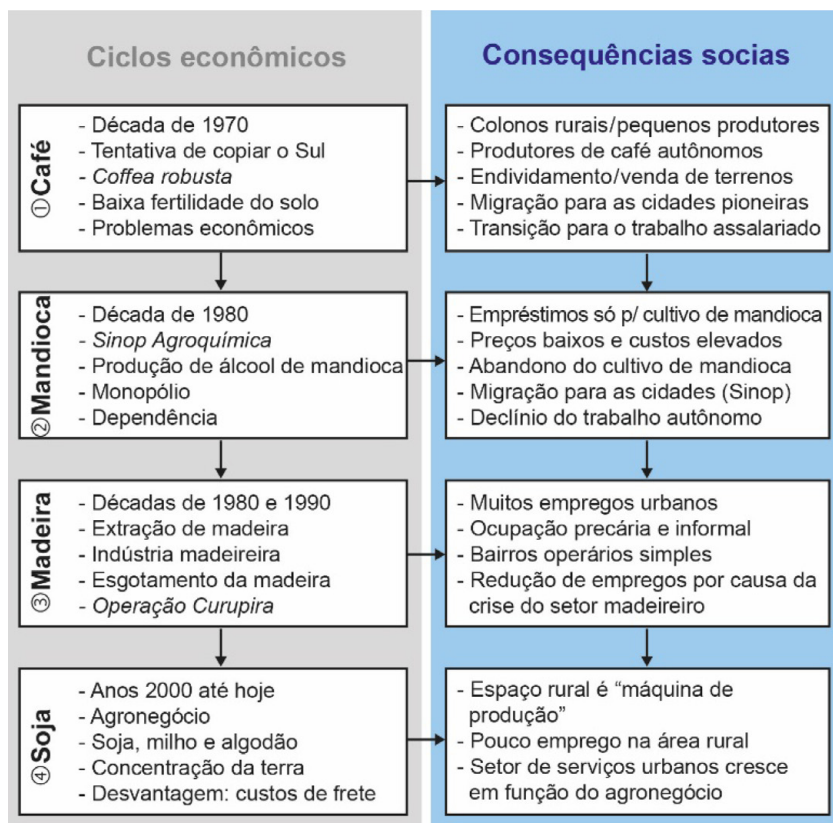 Ciclos econômicos
Consequências socias
①Café
- Década de 1970
- Tentativa de copiar o Sul
- Coffea robusta
- Baixa fertilidade do solo
- Problemas econômicos
- Colonos rurais/pequenos produtores
- Produtores de café autônomos
- Endividamento/venda de terrenos
- Migração para as cidades pioneiras
- Transição para o trabalho assalariado
②Mandioca
- Década de 1980
- Sinop Agroquímica
- Produção de álcool de mandioca
- Monopólio
- Dependência
- Empréstimos só p/ cultivo de mandioca
- Preços baixos e custos elevados
- Abandono do cultivo de mandioca
- Migração para as cidades (Sinop)
- Declínio do trabalho autônomo
③Madeira
- Décadas de 1980 e 1990
- Extração de madeira
- Indústria madeireira
- Esgotamento da madeira
- Operação Curupira
- Muitos empregos urbanos
- Ocupação precária e informal
- Bairros operários simples
- Redução de empregos por causa da
crise do setor madeireiro
④Soja
- Anos 2000 até hoje
- Agronegócio
- Soja, milho e algodão
- Concentração da terra
- Desvantagem: custos de frete
- Espaço rural é “máquina de
produção”
- Pouco emprego na área rural
- Setor de serviços urbanos cresce
em função do agronegócio